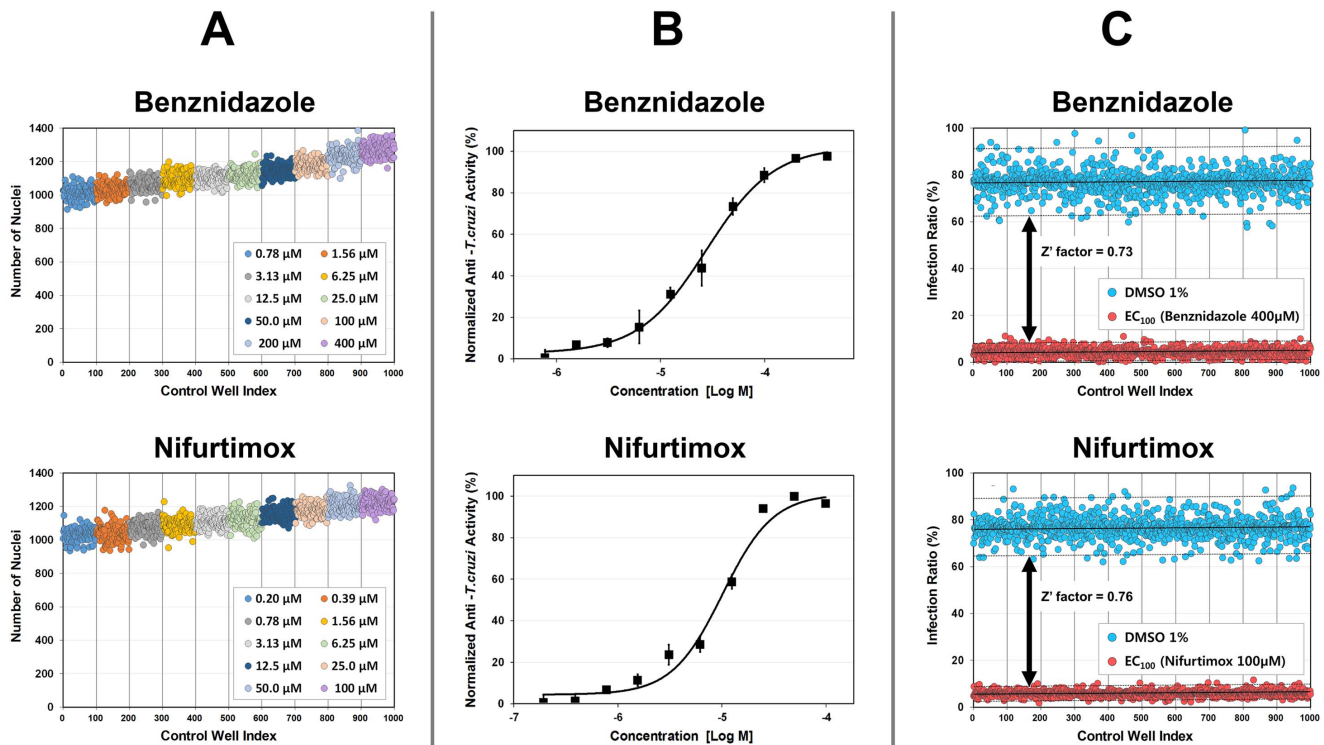 A
B
C
Benznidazole
Number of Nuclei
1400
1200
1000
800
600
400
200
0
0.78 μM
1.56 μM
3.13 μM
6.25 μM
12.5 μM
25.0 μM
50.0 μM
100 μM
200 μM
400 μM
0 100 200 300 400 500 600 700 800 900 1000
Control Well Index
Benznidazole
Normalized Anti -T.cruzi Activity (%)
100
80
60
40
20
0
-6 -5 -4
Concentration [Log M]
Benznidazole
Infection Ratio (%)
100
80
60
40
20
0
Z' factor = 0.73
DMSO 1%
EC100 (Benznidazole 400μM)
0 100 200 300 400 500 600 700 800 900 1000
Control Well Index
Nifurtimox
Number of Nuclei
1400
1200
1000
800
600
400
200
0
0.20 μM
0.39 μM
0.78 μM
1.56 μM
3.13 μM
6.25 μM
12.5 μM
25.0 μM
50.0 μM
100 μM
0 100 200 300 400 500 600 700 800 900 1000
Control Well Index
Nifurtimox
Normalized Anti -T.cruzi Activity (%)
100
80
60
40
20
0
-7 -6 -5 -4
Concentration [Log M]
Nifurtimox
Infection Ratio (%)
100
80
60
40
20
0
Z' factor = 0.76
DMSO 1%
EC100 (Nifurtimox 100μM)
0 100 200 300 400 500 600 700 800 900 1000
Control Well Index